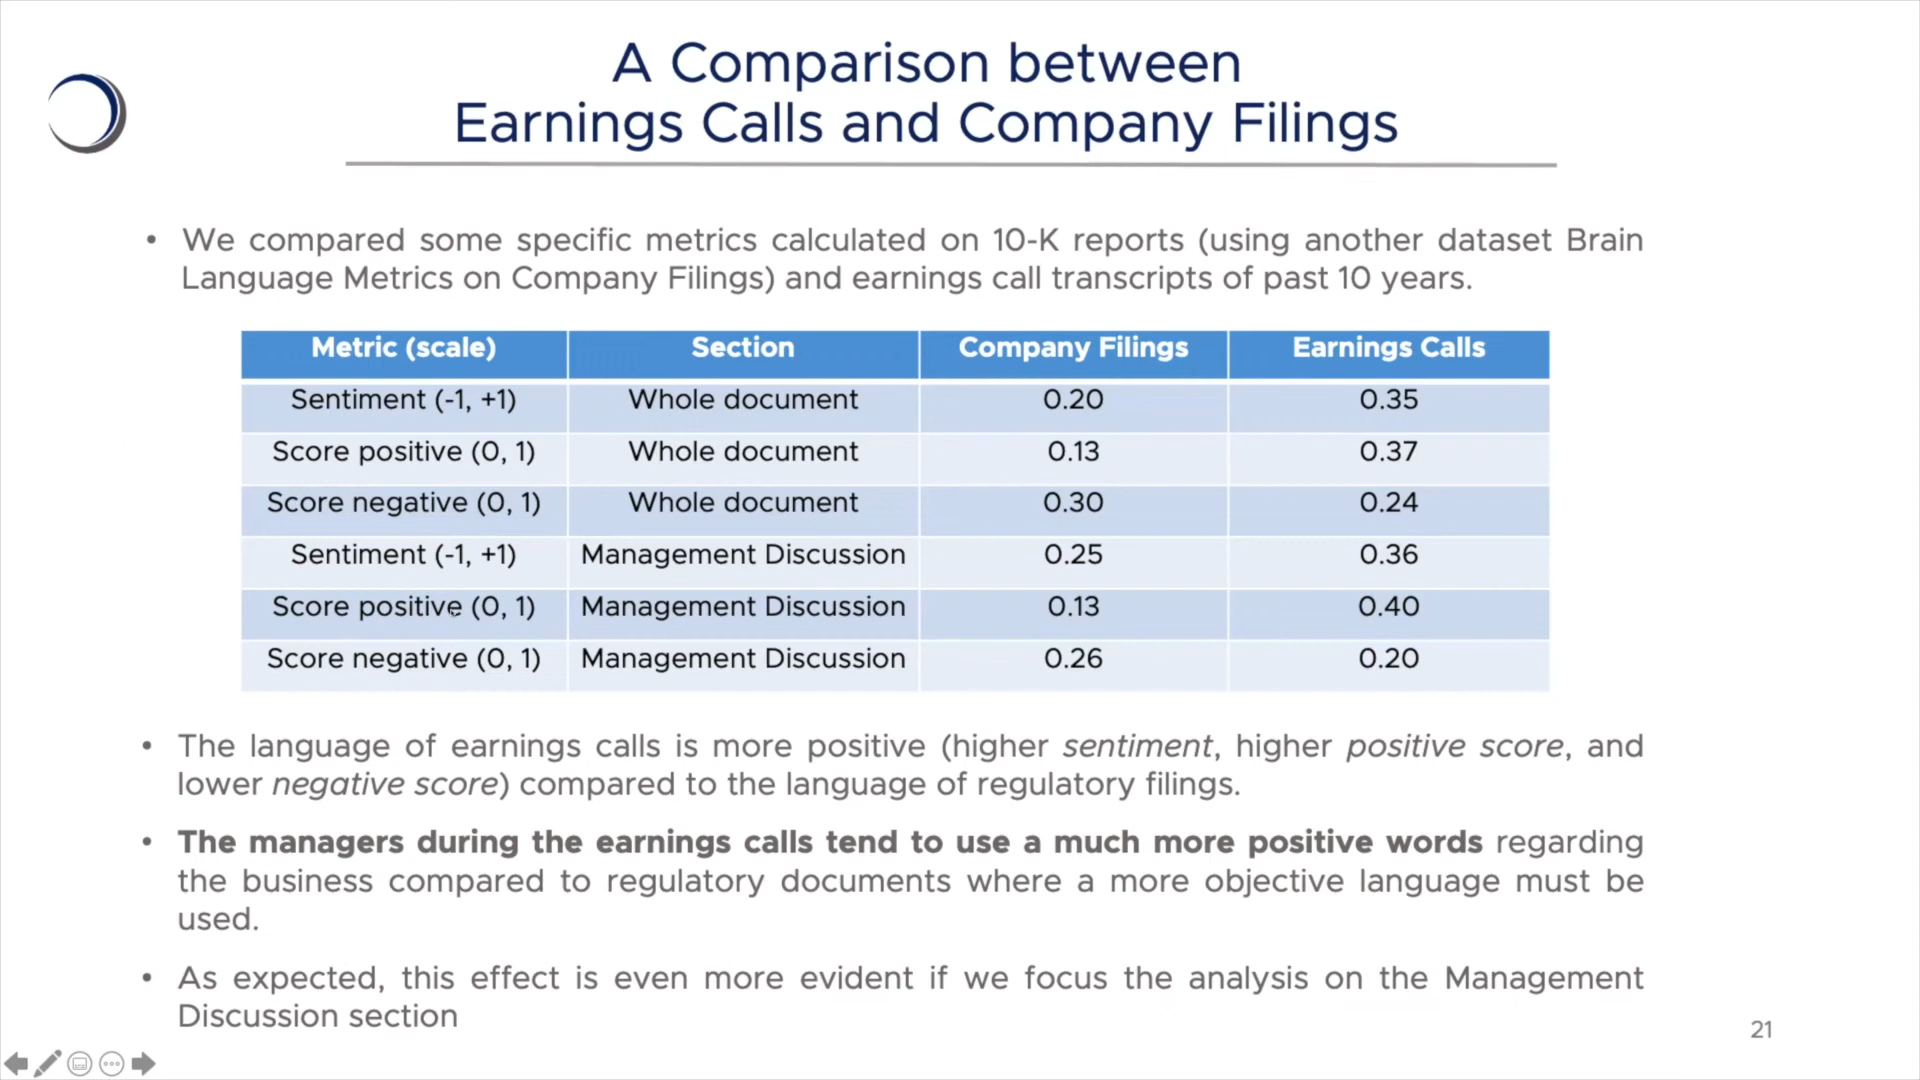 A Comparison between
Earnings Calls and Company Filings
• We compared some specific metrics calculated on 10-K reports (using another dataset Brain
Language Metrics on Company Filings) and earnings call transcripts of past 10 years.
Metric (scale) Section Company Filings Earnings Calls
Sentiment (-1, +1) Whole document 0.20 0.35
Score positive (0, 1) Whole document 0.13 0.37
Score negative (0, 1) Whole document 0.30 0.24
Sentiment (-1, +1) Management Discussion 0.25 0.36
Score positive (0, 1) Management Discussion 0.13 0.40
Score negative (0, 1) Management Discussion 0.26 0.20
• The language of earnings calls is more positive (higher sentiment, higher positive score, and
lower negative score) compared to the language of regulatory filings.
• The managers during the earnings calls tend to use a much more positive words regarding
the business compared to regulatory documents where a more objective language must be
used.
• As expected, this effect is even more evident if we focus the analysis on the Management
Discussion section
21